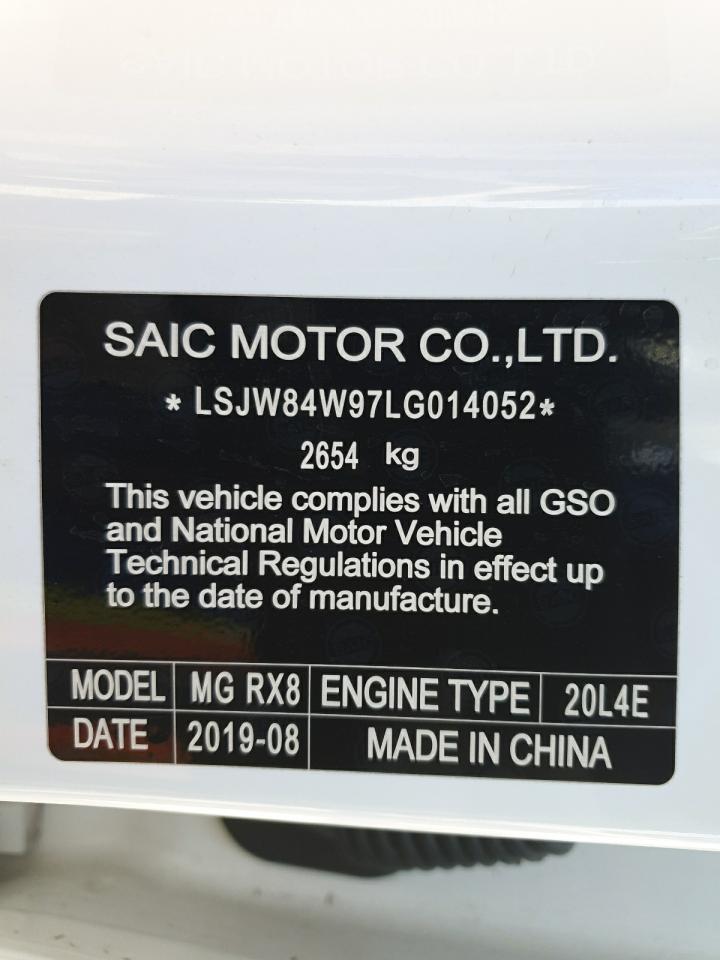 SAIC MOTOR CO.,LTD.
* LSJW84W97LG014052*
2654 kg
This vehicle complies with all GSO
and National Motor Vehicle
Technical Regulations in effect up
to the date of manufacture.
MODEL MG RX8 ENGINE TYPE 20L4E
DATE 2019-08 MADE IN CHINA